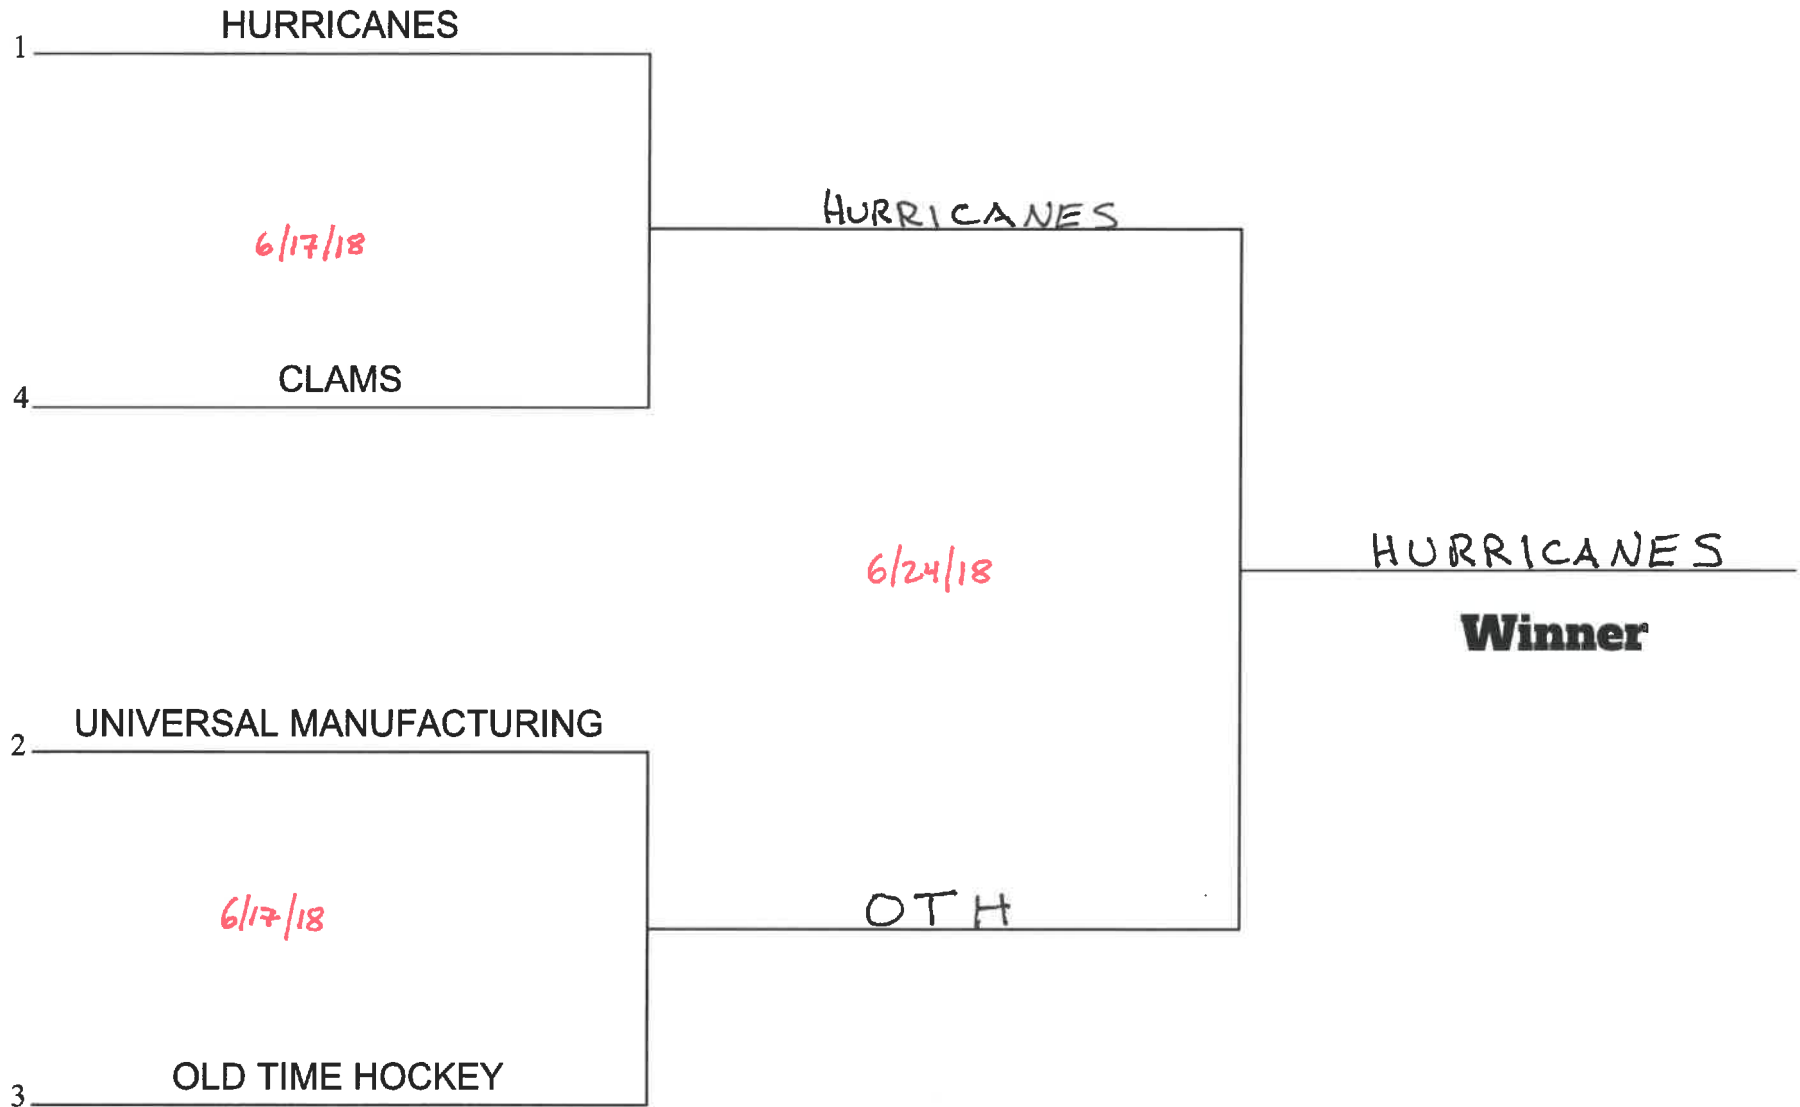 HURRICANES
1
HURRICANES
6/17/18
CLAMS
4
HURRICANES
6/24/18
Winner
UNIVERSAL MANUFACTURING
2
OTH
6/17/18
OLD TIME HOCKEY
3